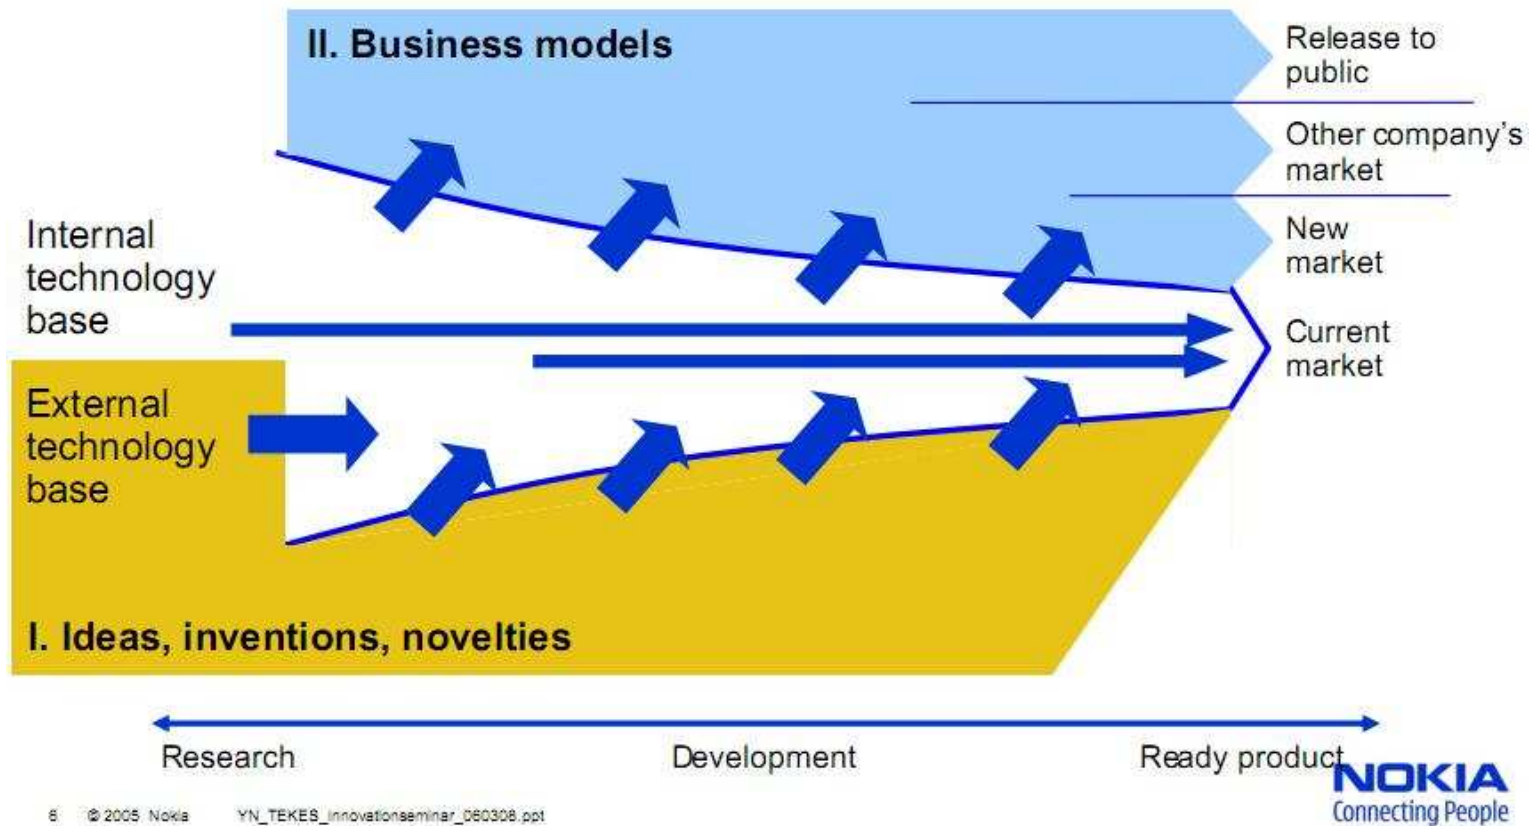 II. Business models
Release to
public
Other company's
market
New
market
Internal
technology
base
Current
market
External
technology
base
I. Ideas, inventions, novelties
Research
Development
Ready product
NOKIA
Connecting People
6 © 2005 Nokia YN_TEKES_Innovationseminar_060308.ppt